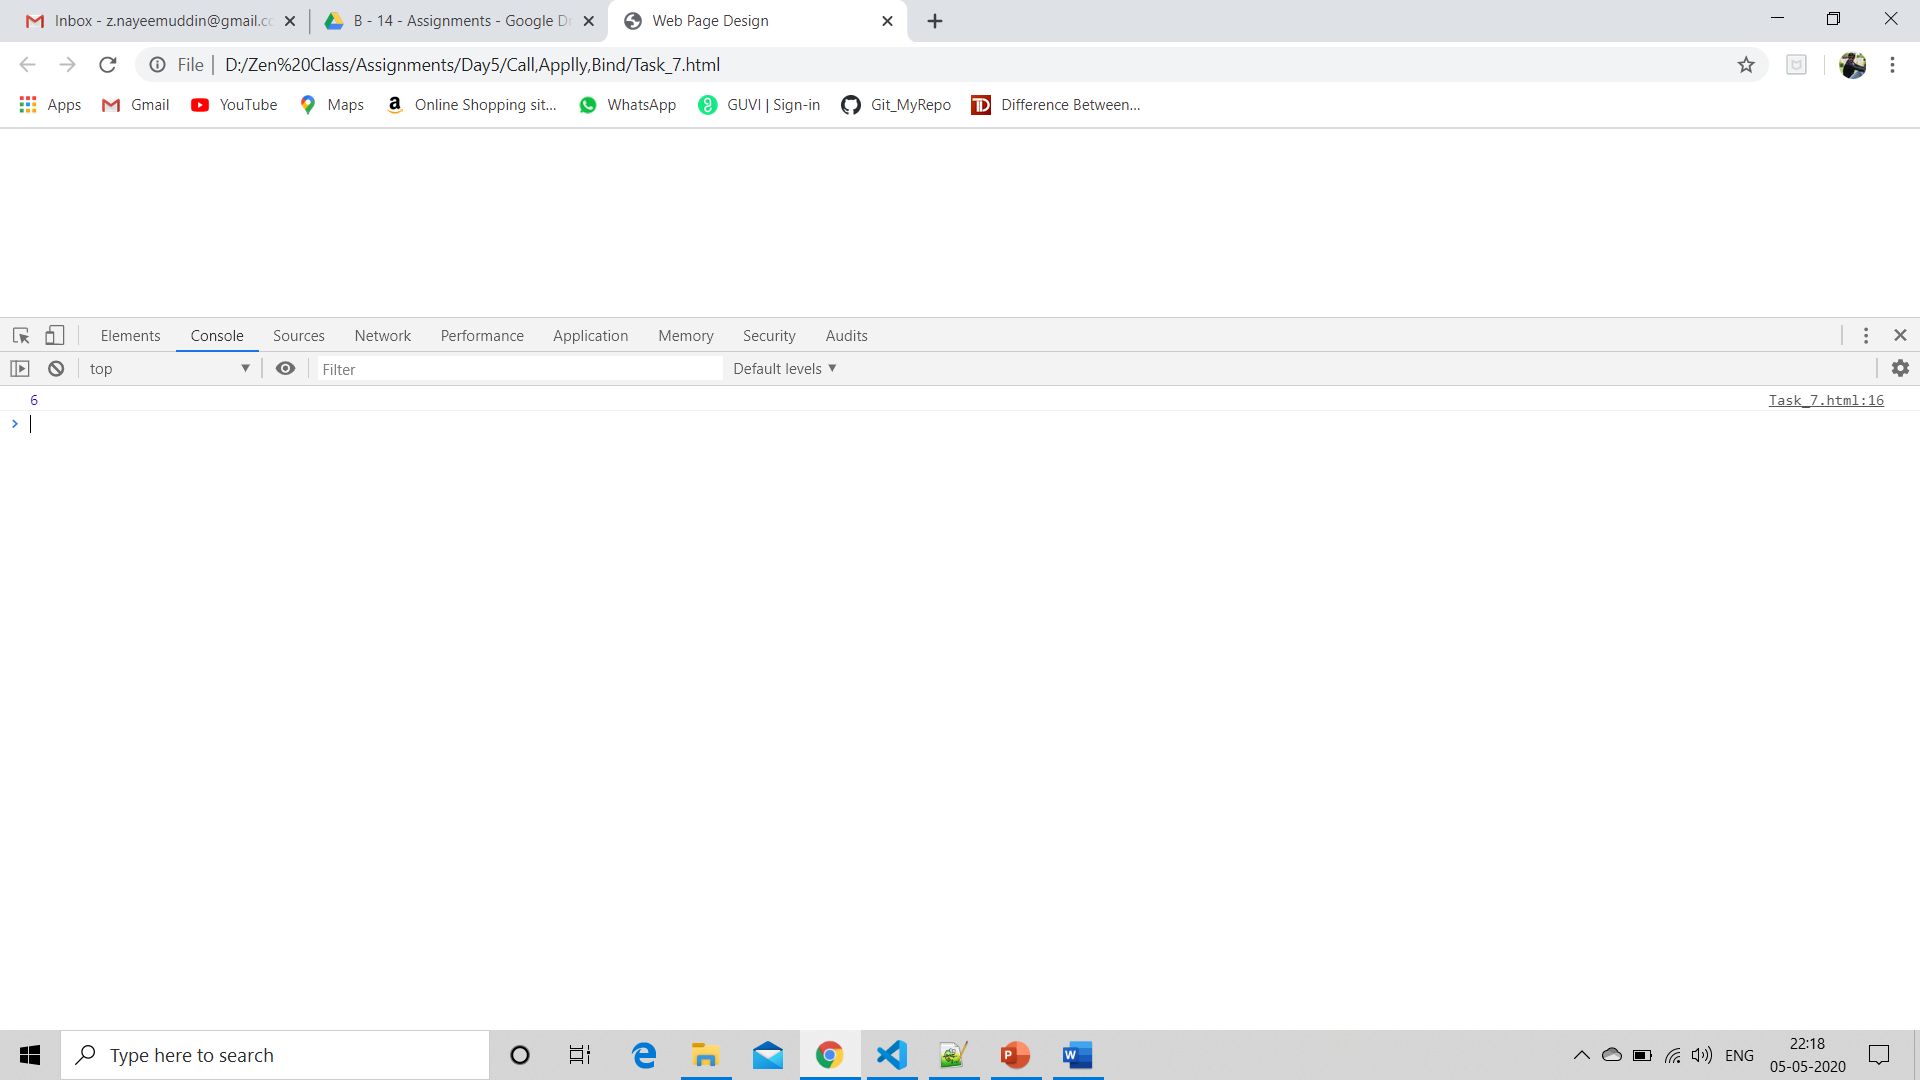 Inbox - z.nayeemuddin@gmail.cc
B - 14 - Assignments - Google Dr
Web Page Design
File | D:/Zen%20Class/Assignments/Day5/Call,Applly,Bind/Task_7.html
Apps Gmail YouTube Maps Online Shopping sit... WhatsApp GUVI | Sign-in Git_MyRepo Difference Between...
Elements Console Sources Network Performance Application Memory Security Audits
top Filter Default levels
6 Task_7.html:16
Type here to search
ENG
22:18
05-05-2020